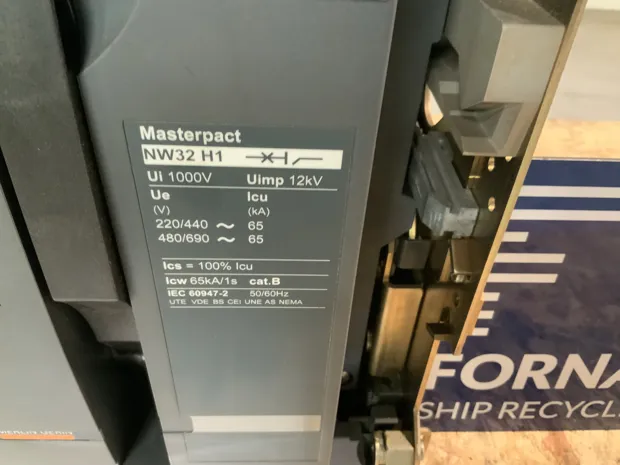 Masterpact
NW32 H1
Ui 1000V Uimp 12kV
Ue Icu
(V) (kA)
220/440 ~ 65
480/690 ~ 65
Ics = 100% Icu
Icw 65kA/1s cat.B
IEC 60947-2 50/60Hz
UTE VDE BS CEI UNE AS NEMA
MERLIN GERIN
FORNA
SHIP RECYCL